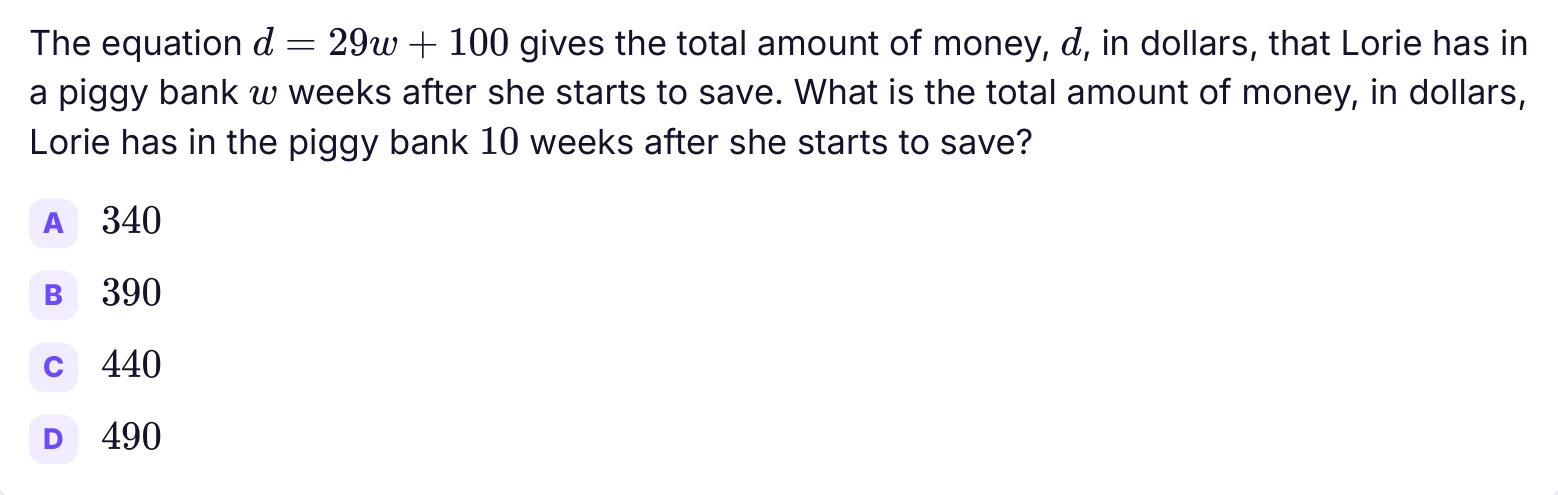 The equation d = 29w + 100 gives the total amount of money, d, in dollars, that Lorie has in
a piggy bank w weeks after she starts to save. What is the total amount of money, in dollars,
Lorie has in the piggy bank 10 weeks after she starts to save?
A 340
B 390
C 440
D 490